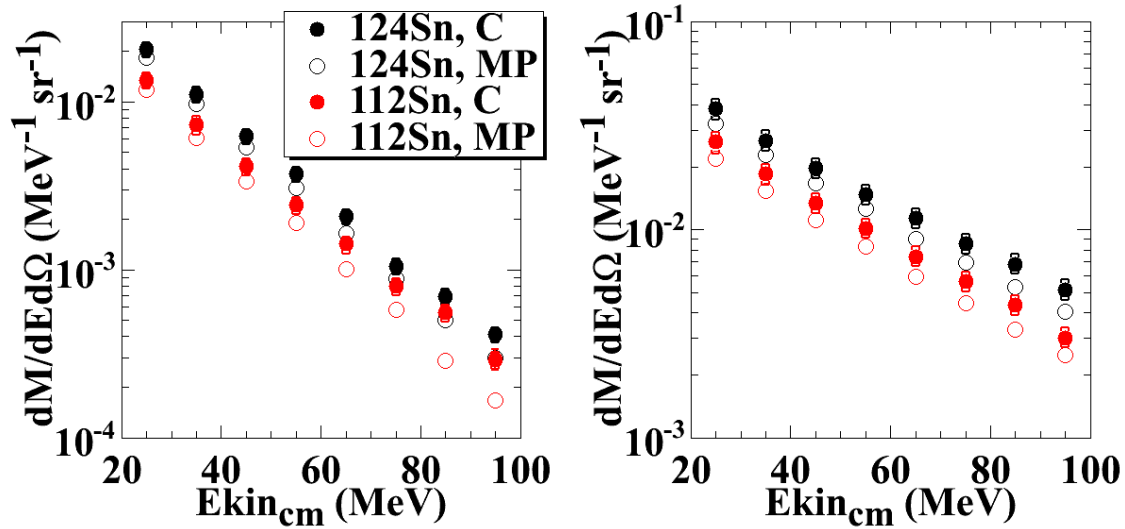 124Sn, C
124Sn, MP
112Sn, C
112Sn, MP
dM/dEdΩ (MeV⁻¹ sr⁻¹)
10⁻²
10⁻³
10⁻⁴
20 40 60 80 100
Ekin_cm (MeV)
dM/dEdΩ (MeV⁻¹ sr⁻¹)
10⁻¹
10⁻²
10⁻³
20 40 60 80 100
Ekin_cm (MeV)